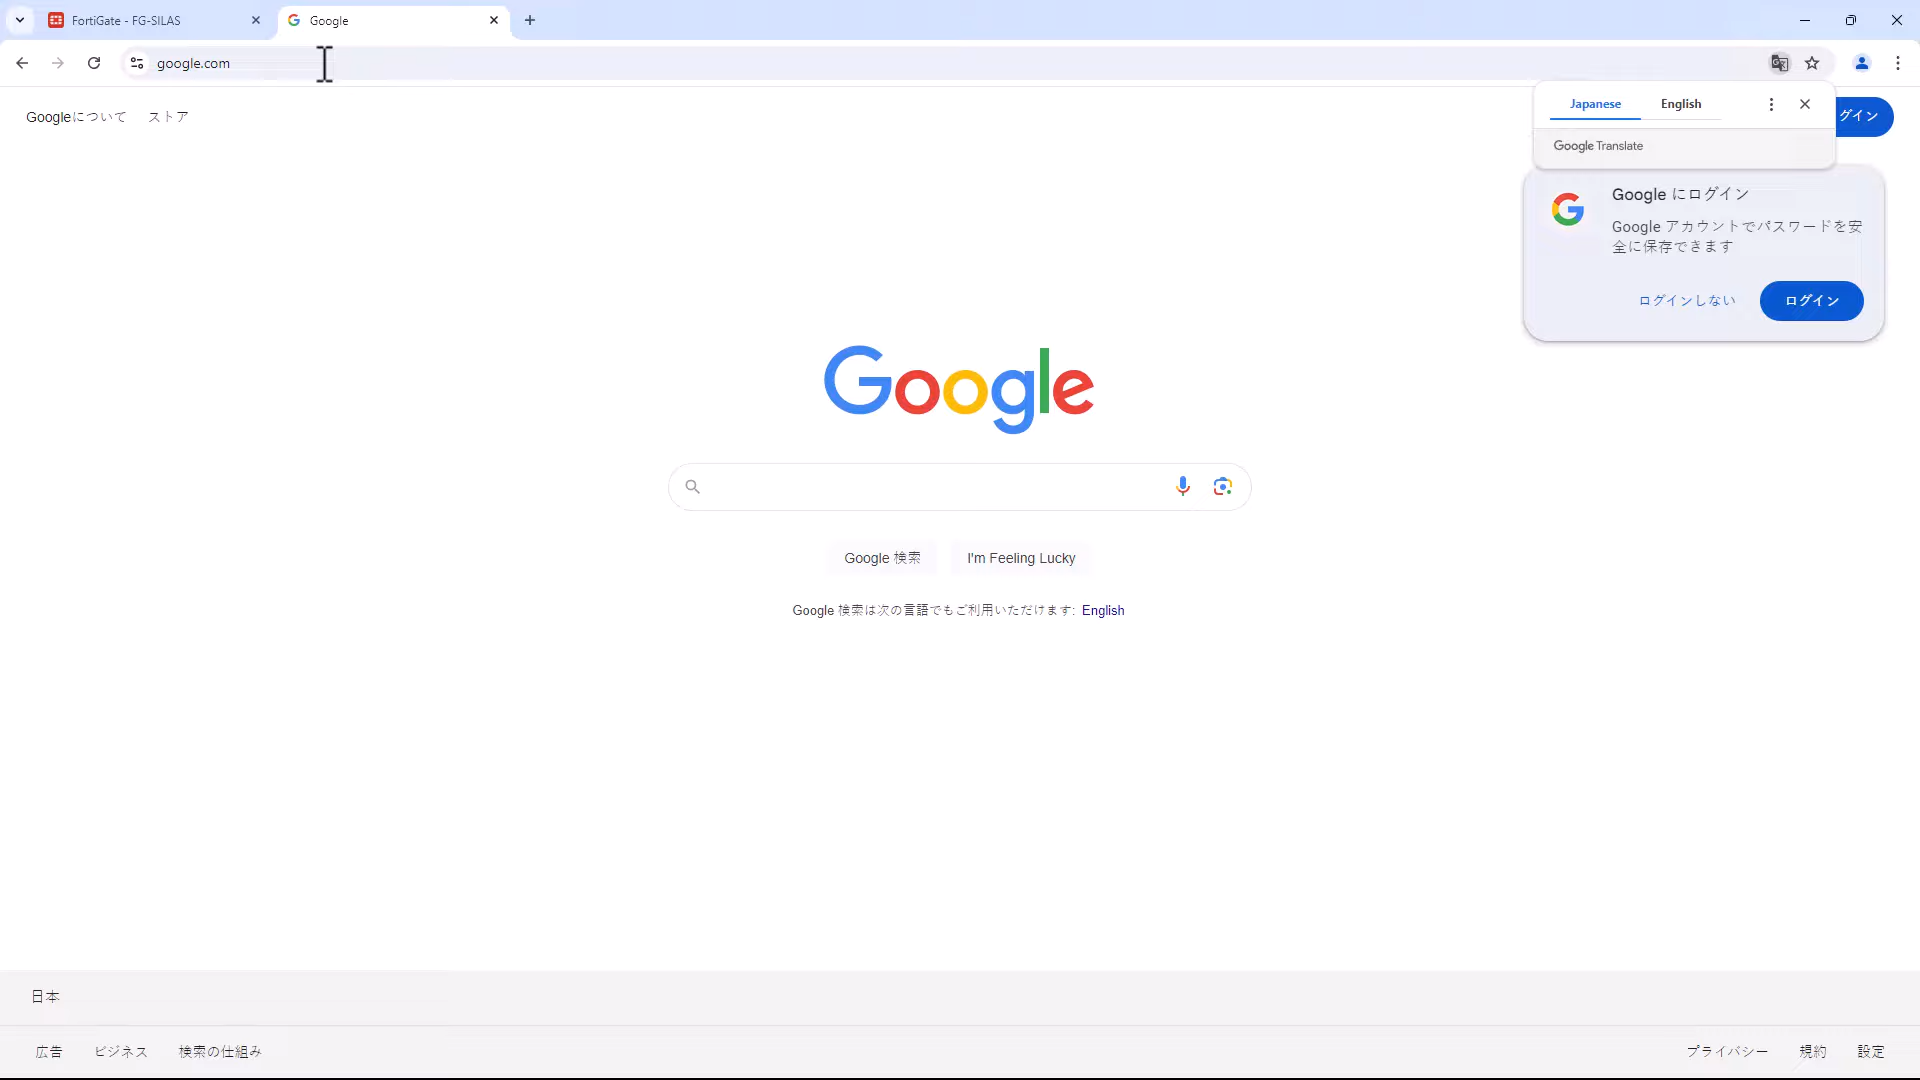 FortiGate - FG-SILAS
Google
google.com
Googleについて ストア
Japanese English
グイン
Google Translate
Google にログイン
Google アカウントでパスワードを安
全に保存できます
ログインしない ログイン
Google
Google 検索 I'm Feeling Lucky
Google 検索は次の言語でもご利用いただけます: English
日本
広告 ビジネス 検索の仕組み プライバシー 規約 設定